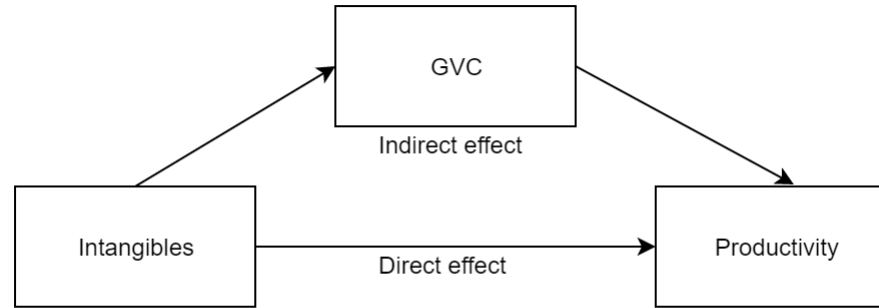 GVC
Indirect effect
Intangibles
Productivity
Direct effect